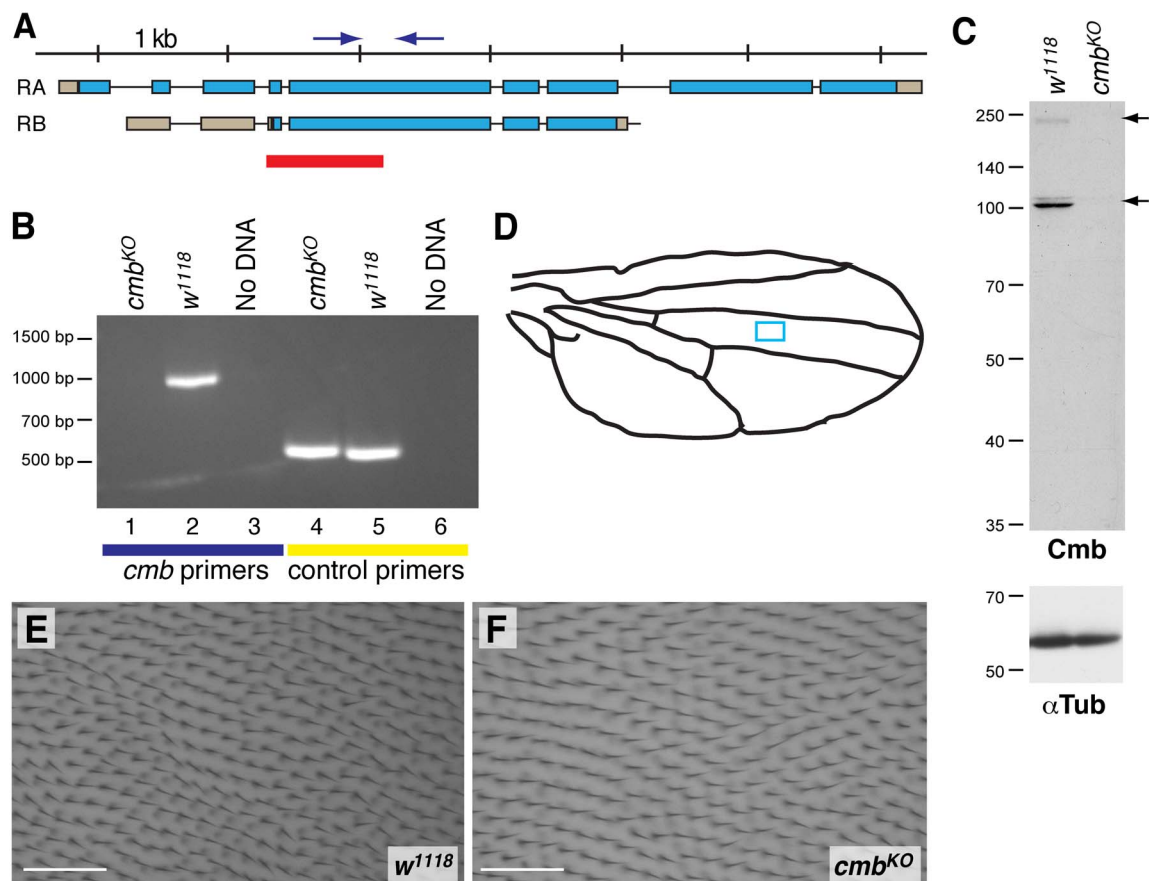 A
1 kb
RA
RB
B
cmbKO
w1118
No DNA
cmbKO
w1118
No DNA
1500 bp
1000 bp
700 bp
500 bp
1 2 3 4 5 6
cmb primers control primers
C
w1118
cmbKO
250
140
100
70
50
40
35
Cmb
70
50
αTub
D
E
w1118
F
cmbKO